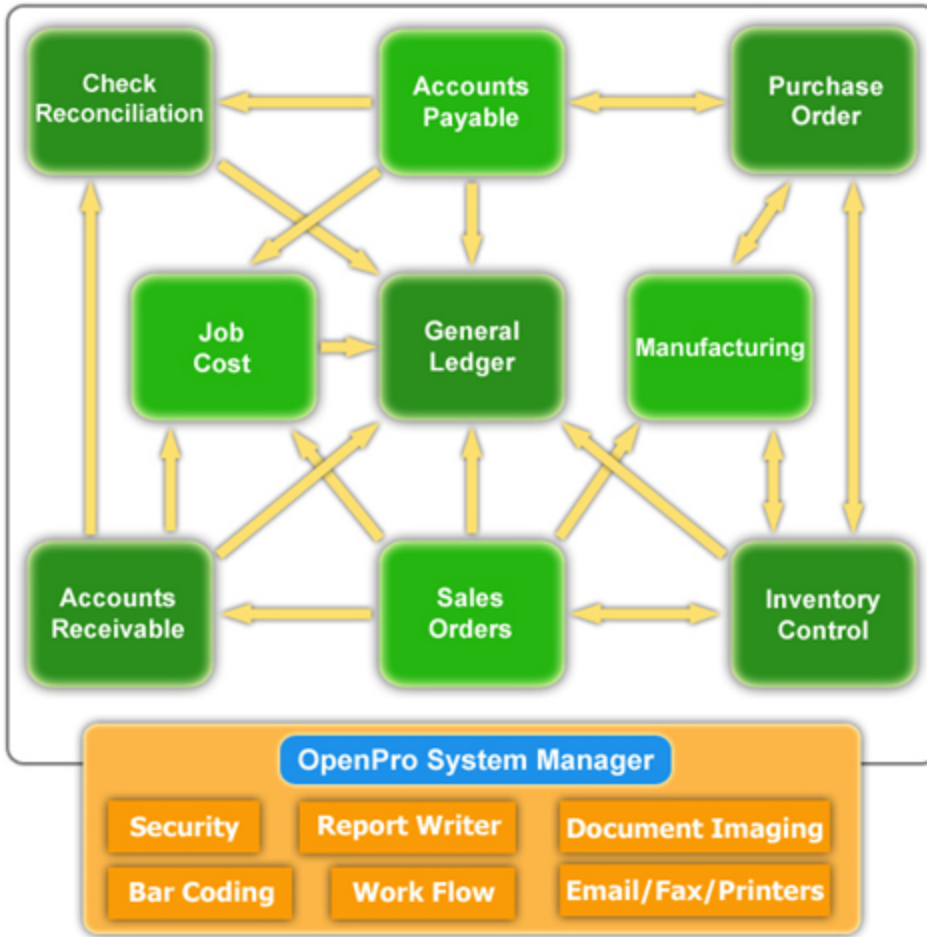 Check
Reconciliation
Accounts
Payable
Purchase
Order
Job
Cost
General
Ledger
Manufacturing
Accounts
Receivable
Sales
Orders
Inventory
Control
OpenPro System Manager
Security
Report Writer
Document Imaging
Bar Coding
Work Flow
Email/Fax/Printers